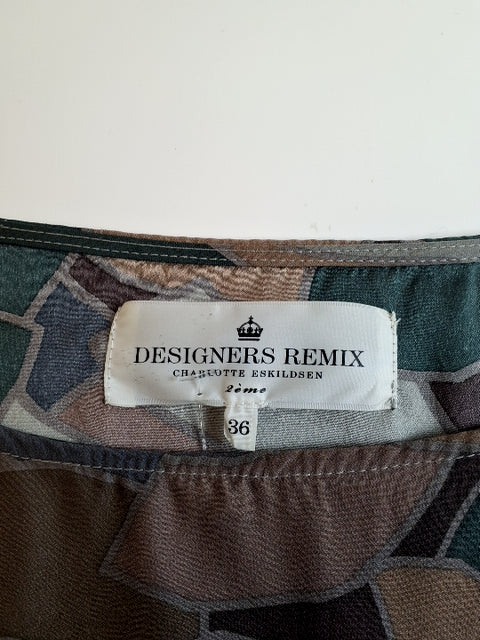 DESIGNERS REMIX
CHARLOTTE ESKILDSEN
2ème
36